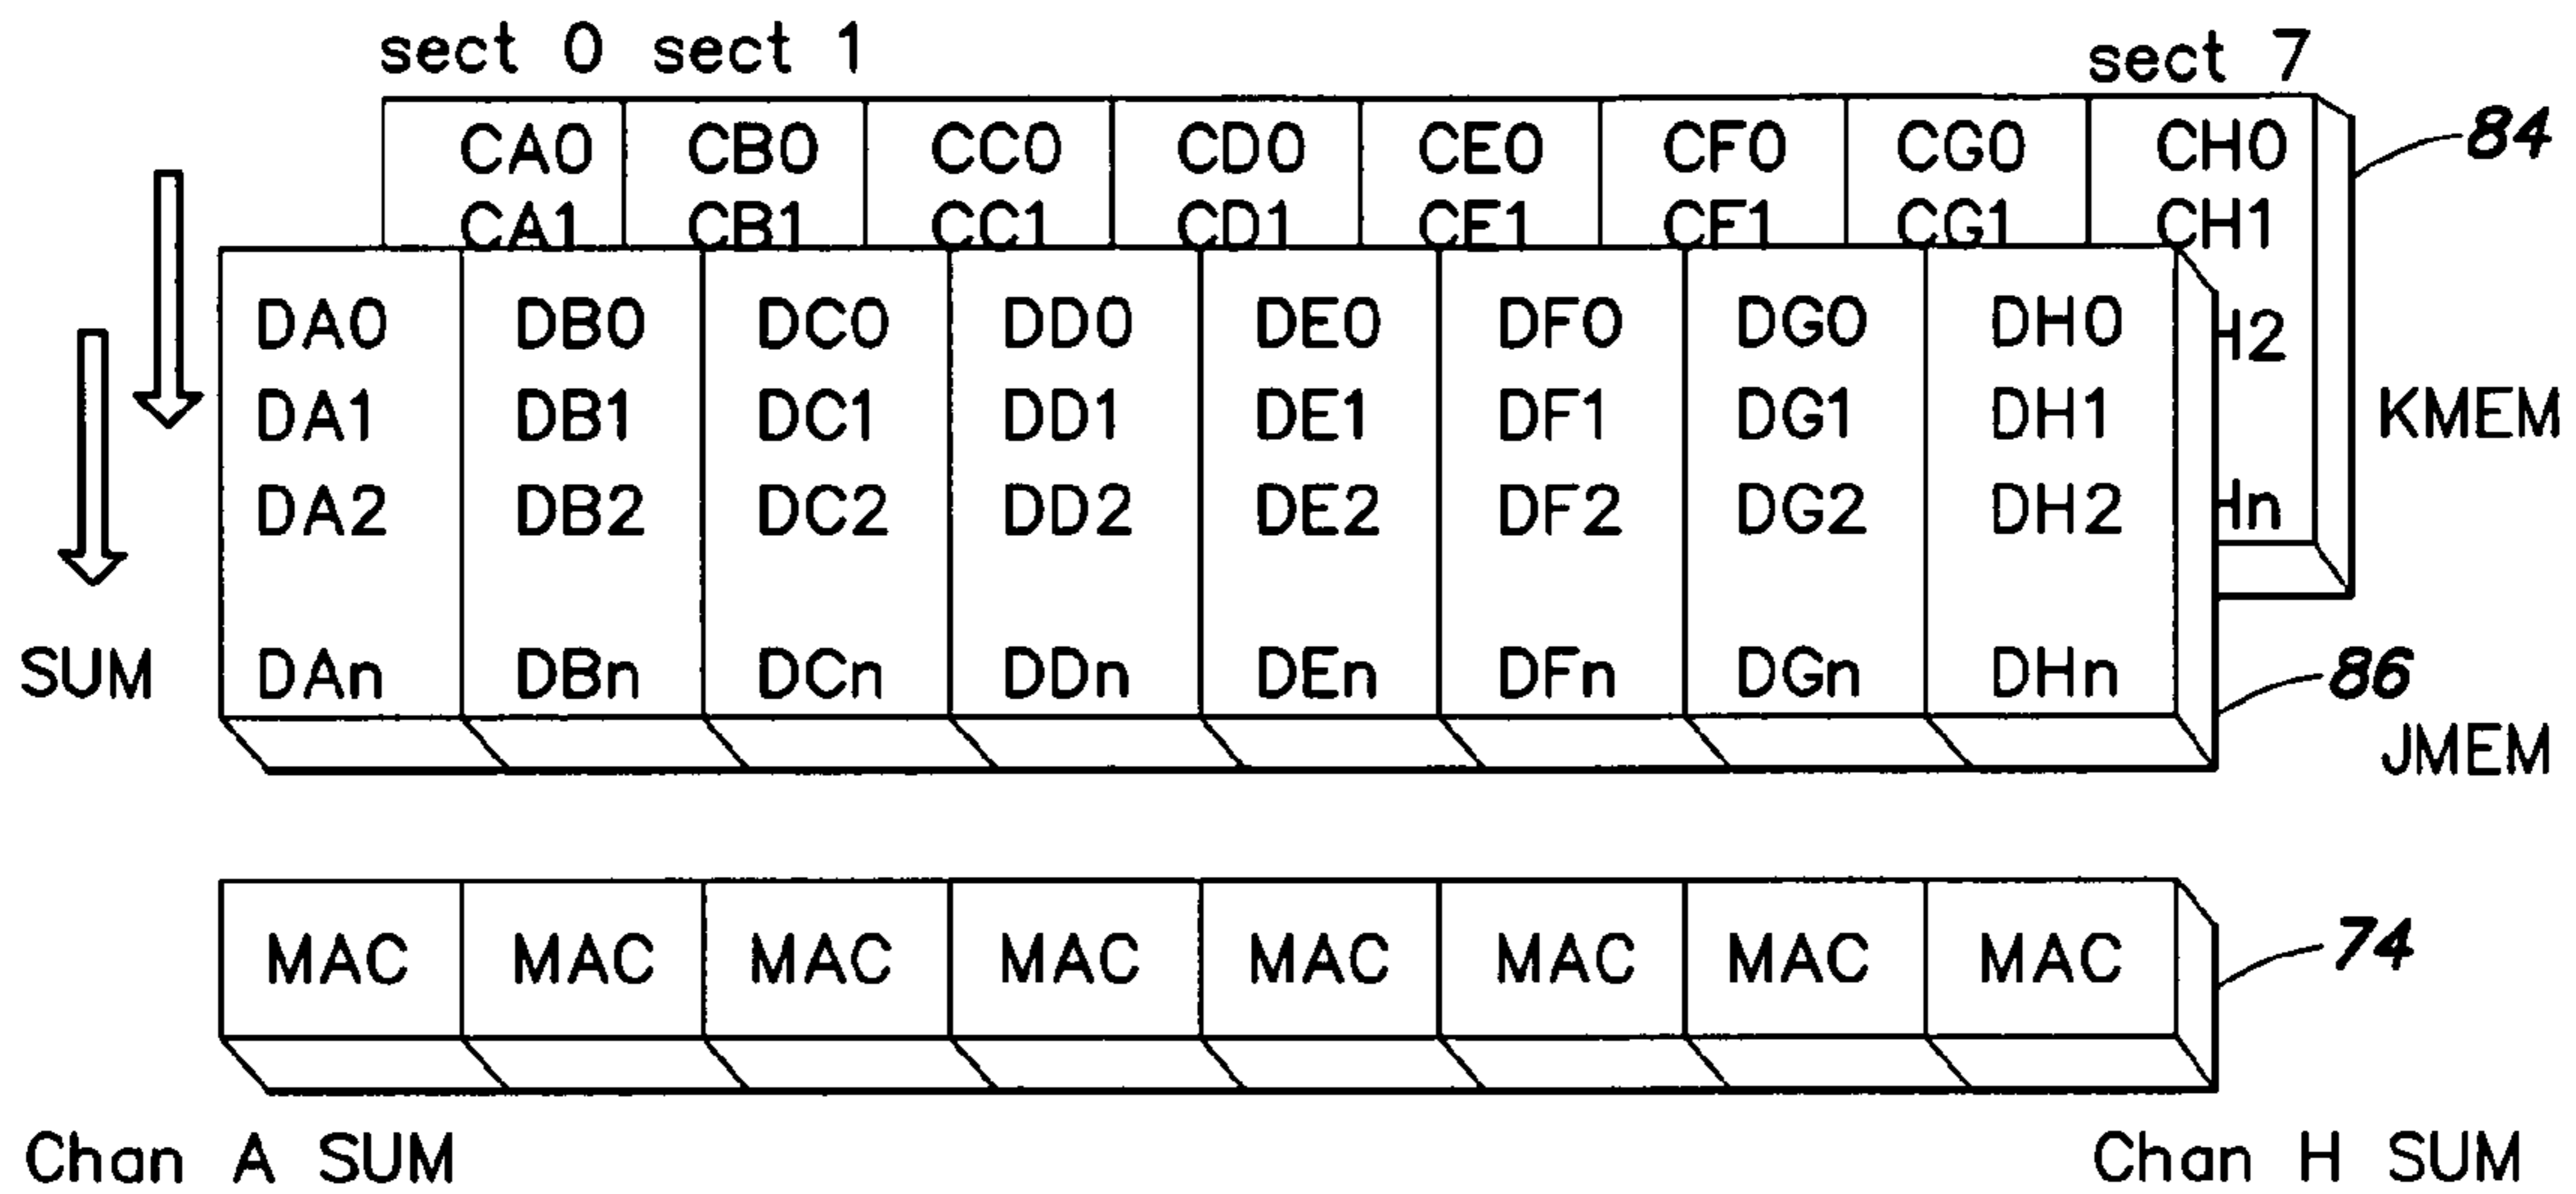 sect 0 sect 1 sect 7
CA0 CB0 CC0 CD0 CE0 CF0 CG0 CH0 84
CA1 CB1 CC1 CD1 CE1 CF1 CG1 CH1
DA0 DB0 DC0 DD0 DE0 DF0 DG0 DH0 H2
DA1 DB1 DC1 DD1 DE1 DF1 DG1 DH1 KMEM
DA2 DB2 DC2 DD2 DE2 DF2 DG2 DH2 Hn
SUM DAn DBn DCn DDn DEn DFn DGn DHn 86
JMEM
MAC MAC MAC MAC MAC MAC MAC MAC 74
Chan A SUM Chan H SUM